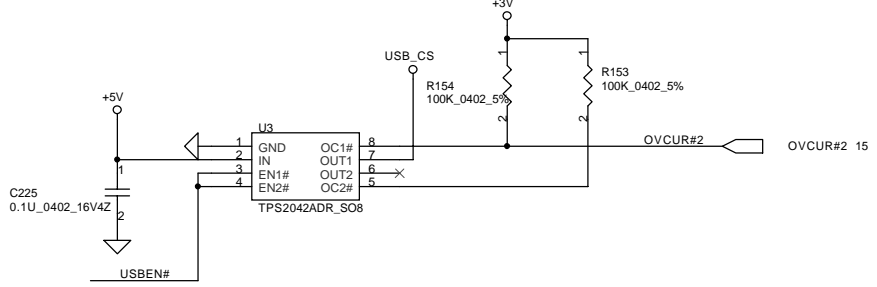 +3V
USB_CS
R154
100K_0402_5%
1
2
1
2
R153
100K_0402_5%
+5V
U3
1 GND OC1# 8
2 IN OUT1 7
3 EN1# OUT2 6
4 EN2# OC2# 5
TPS2042ADR_SO8
OVCUR#2
OVCUR#2 15
C225
0.1U_0402_16V4Z
1
2
USBEN#